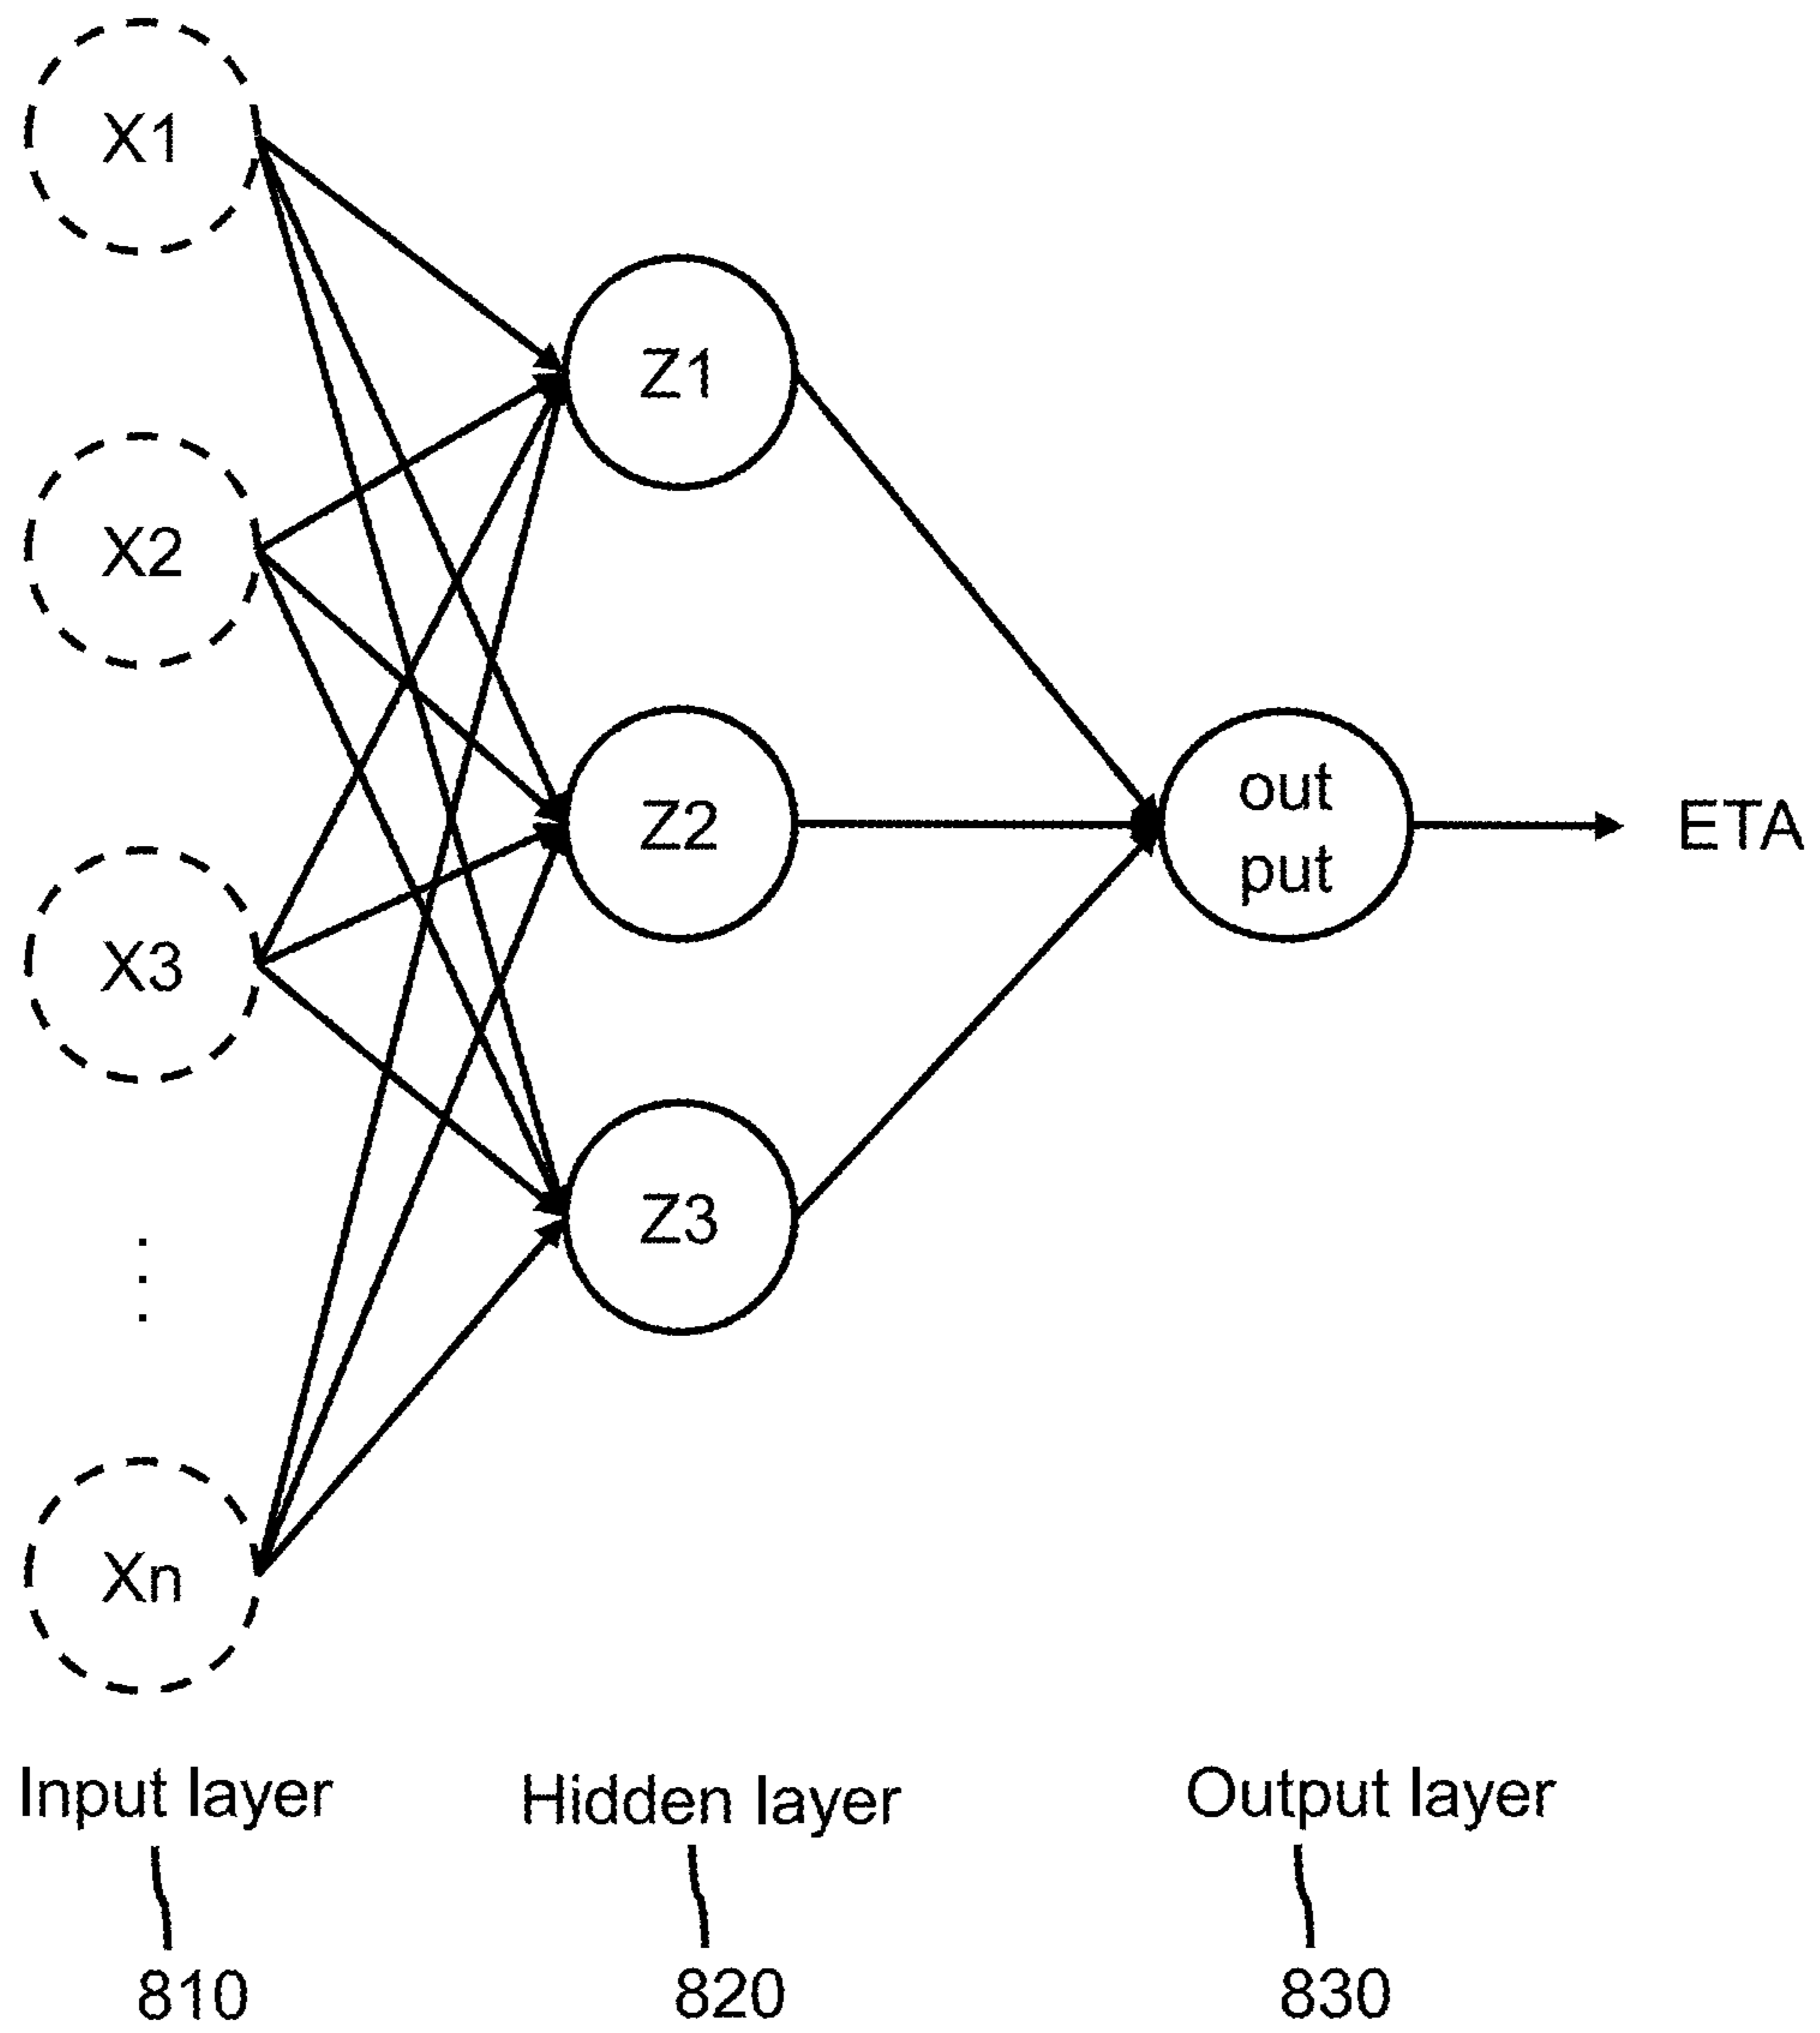 X1
Z1
X2
Z2
out
put
ETA
X3
Z3
Xn
Input layer
Hidden layer
Output layer
810
820
830